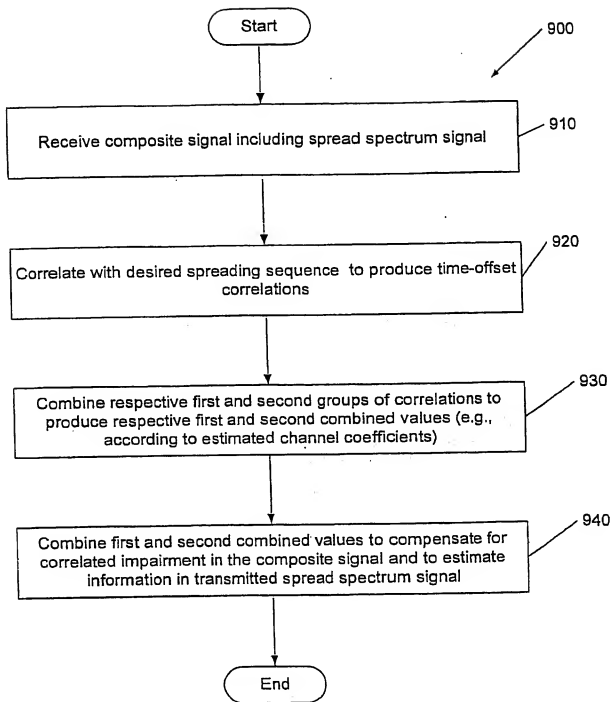 Start
900
Receive composite signal including spread spectrum signal
910
920
Correlate with desired spreading sequence to produce time-offset
correlations
930
Combine respective first and second groups of correlations to
produce respective first and second combined values (e.g.,
according to estimated channel coefficients)
940
Combine first and second combined values to compensate for
correlated impairment in the composite signal and to estimate
information in transmitted spread spectrum signal
End